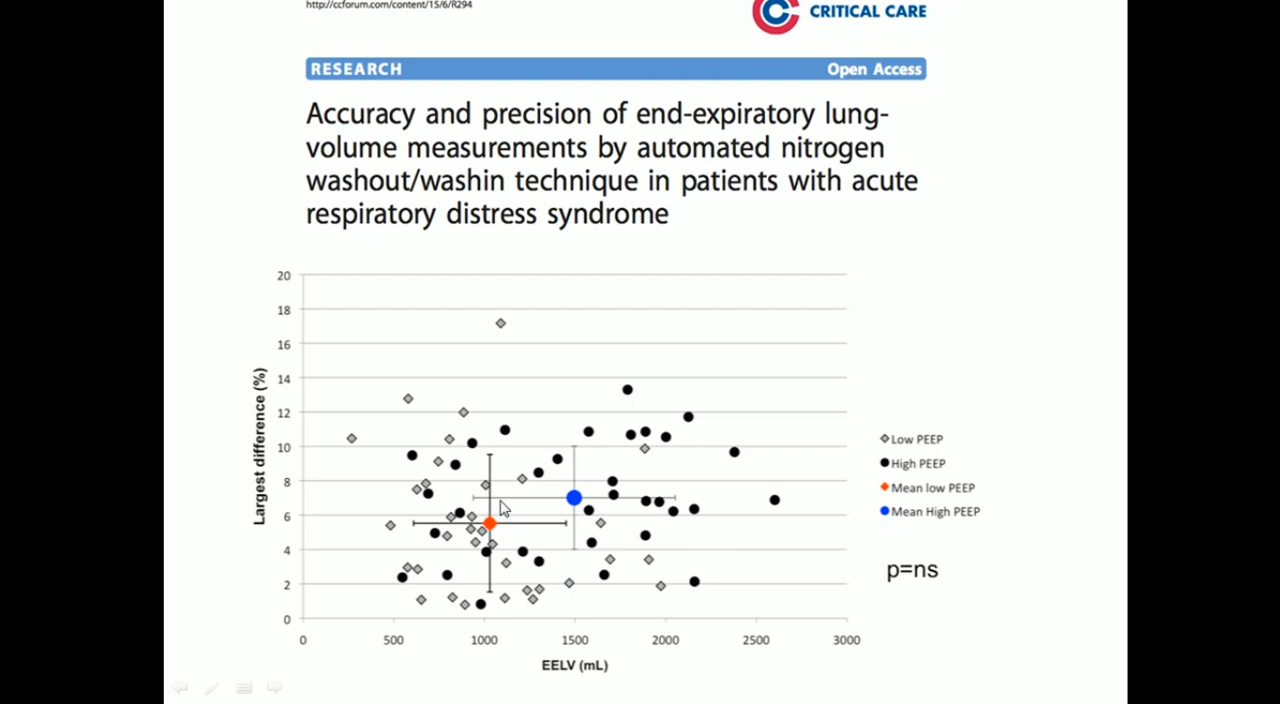 http://ccforum.com/content/15/6/R294
CRITICAL CARE
RESEARCH
Open Access
Accuracy and precision of end-expiratory lung-
volume measurements by automated nitrogen
washout/washin technique in patients with acute
respiratory distress syndrome
20
18
16
14
12
10
8
6
4
2
0
Largest difference (%)
0 500 1000 1500 2000 2500 3000
EELV (mL)
Low PEEP
High PEEP
Mean low PEEP
Mean High PEEP
p=ns